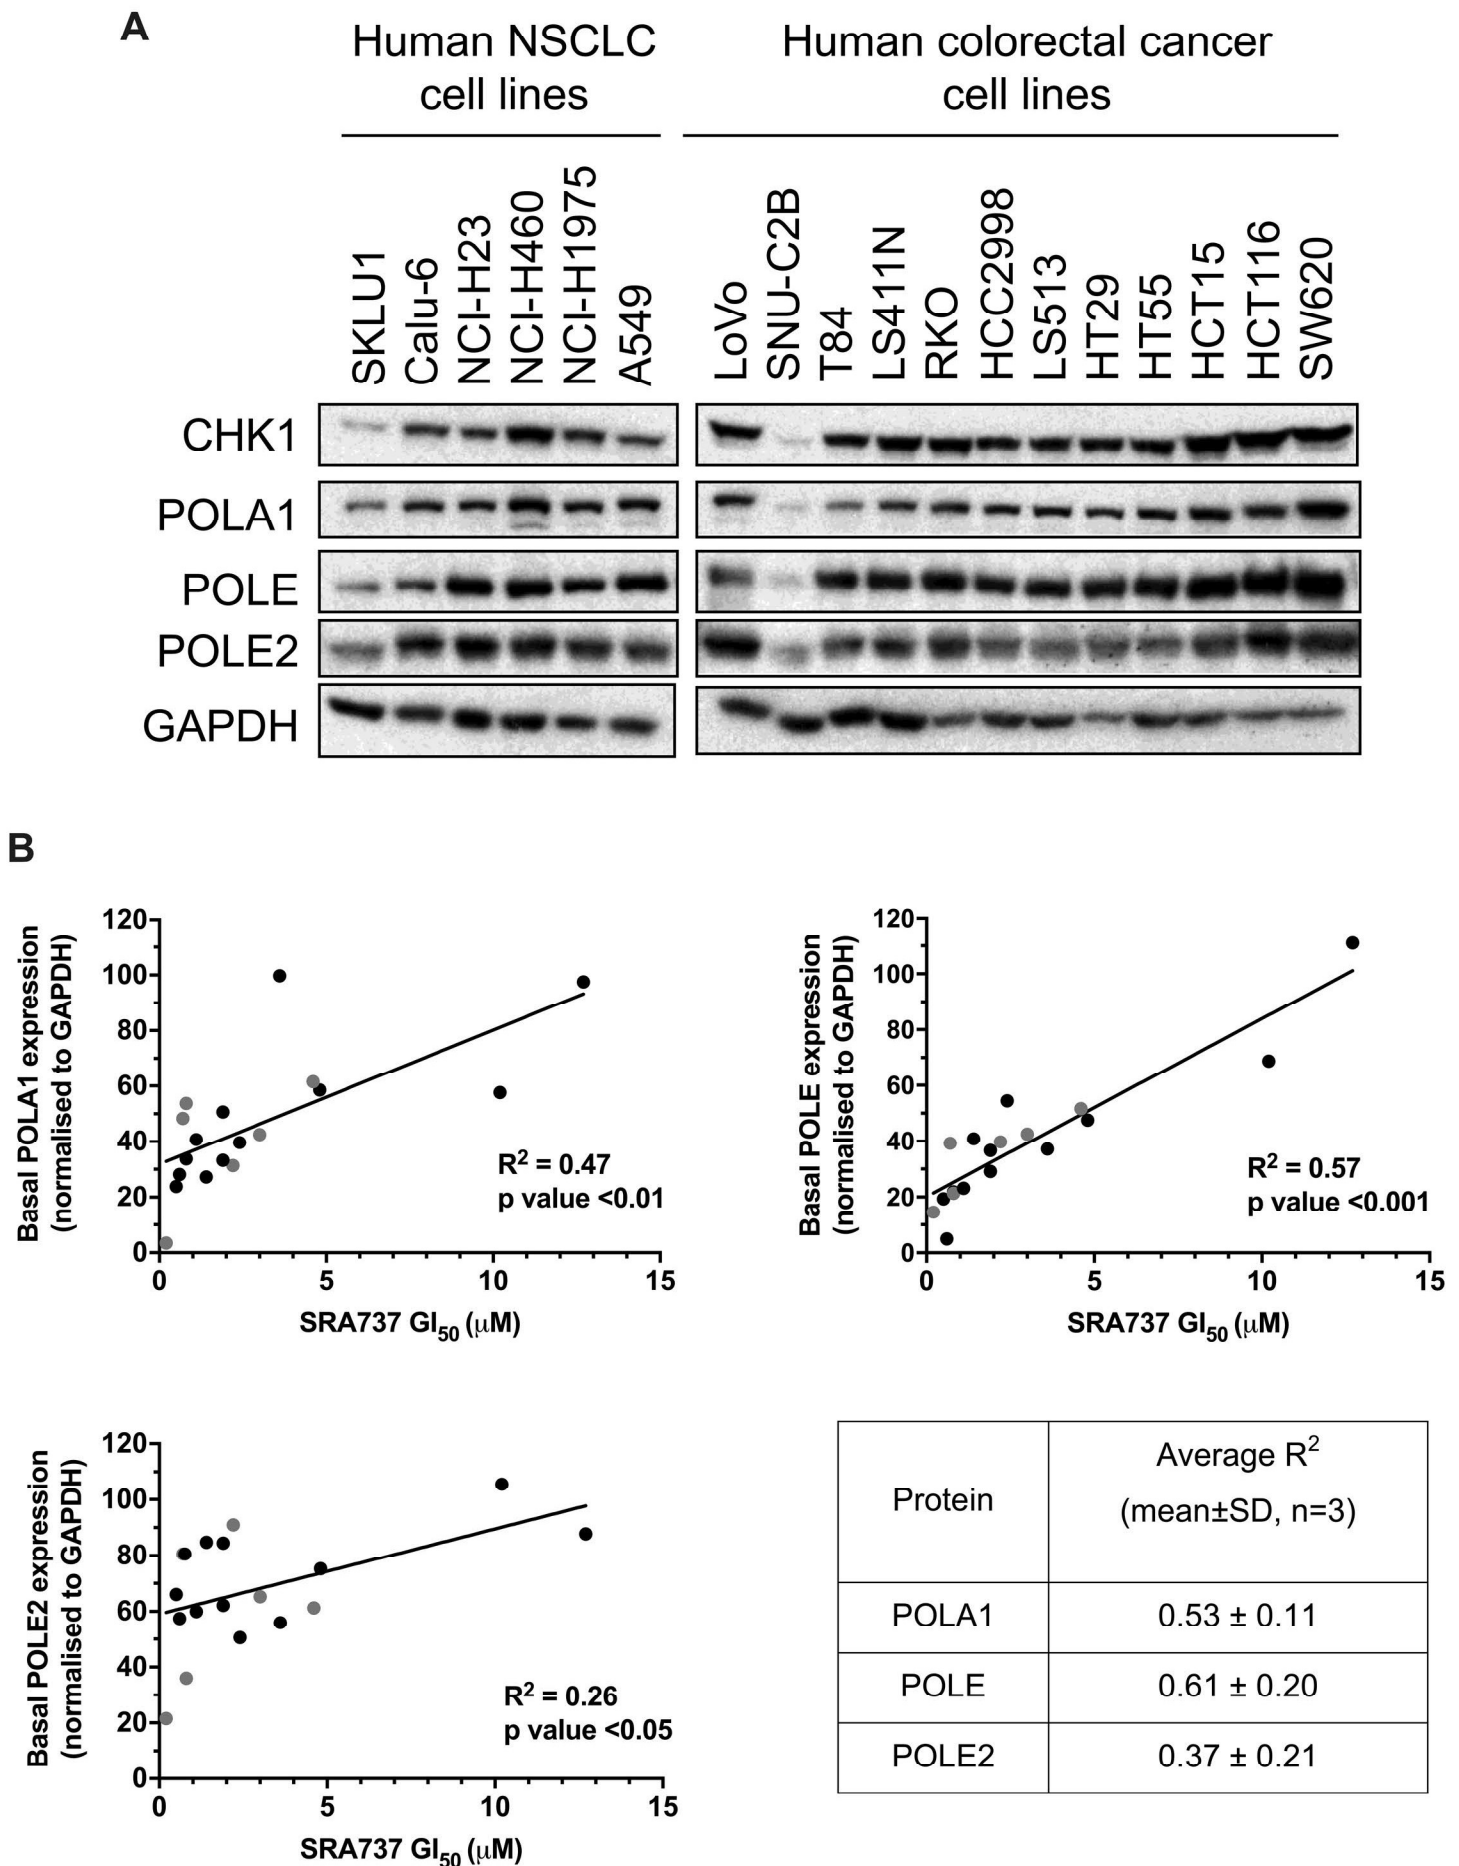 A
Human NSCLC
cell lines
Human colorectal cancer
cell lines
SKLU1
Calu-6
NCI-H23
NCI-H460
NCI-H1975
A549
LoVo
SNU-C2B
T84
LS411N
RKO
HCC2998
LS513
HT29
HT55
HCT15
HCT116
SW620
CHK1
POLA1
POLE
POLE2
GAPDH
B
Basal POLA1 expression
(normalised to GAPDH)
120
100
80
60
40
20
0
0 5 10 15
R² = 0.47
p value <0.01
SRA737 GI₅₀ (μM)
Basal POLE expression
(normalised to GAPDH)
120
100
80
60
40
20
0
0 5 10 15
R² = 0.57
p value <0.001
SRA737 GI₅₀ (μM)
Basal POLE2 expression
(normalised to GAPDH)
120
100
80
60
40
20
0
0 5 10 15
R² = 0.26
p value <0.05
SRA737 GI₅₀ (μM)
Protein
Average R²
(mean±SD, n=3)
POLA1 0.53 ± 0.11
POLE 0.61 ± 0.20
POLE2 0.37 ± 0.21